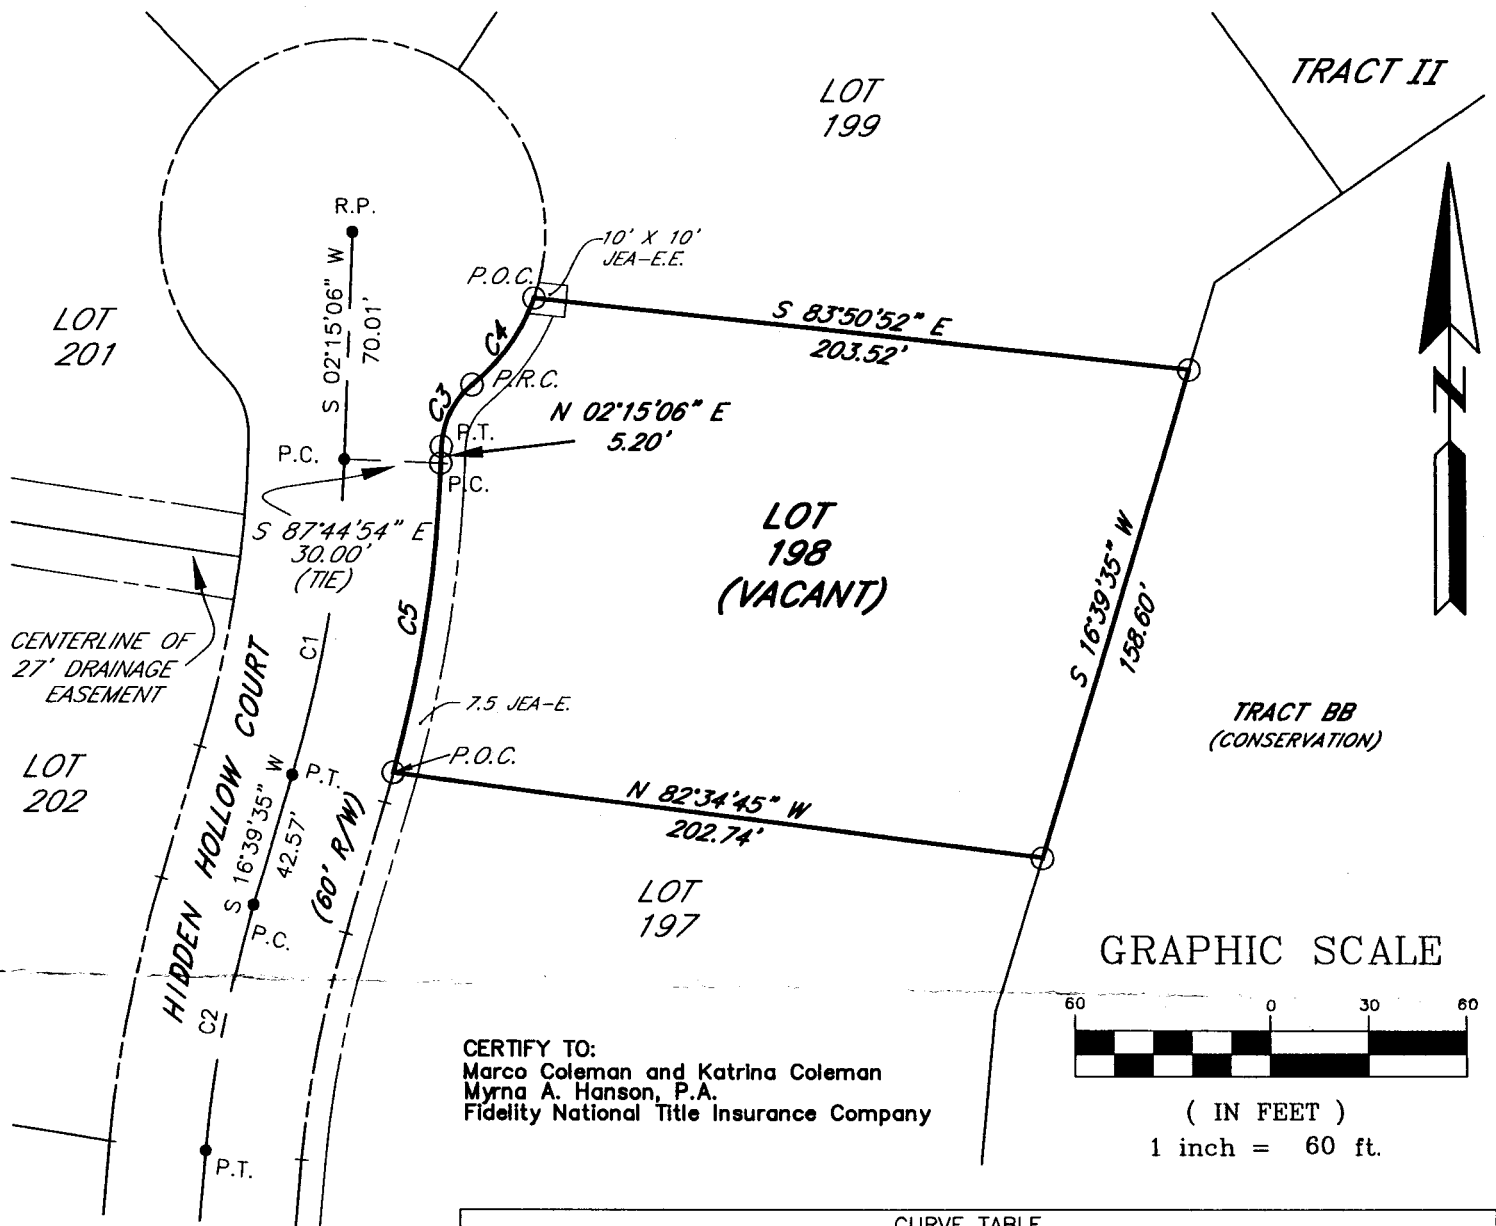 TRACT II
LOT
199
R.P.
10' X 10'
JEA-E.E.
P.O.C.
S 02°15'06" W
70.01'
LOT
201
S 83°50'52" E
203.52'
C4
P.R.C.
C3
N 02°15'06" E
5.20'
P.T.
P.C.
P.C.
N
S 87°44'54" E
30.00'
(TIE)
LOT
198
(VACANT)
S 16°39'35" W
158.60'
C5
C1
CENTERLINE OF
27' DRAINAGE
EASEMENT
7.5 JEA-E.
TRACT BB
(CONSERVATION)
P.O.C.
LOT
202
P.T.
N 82°34'45" W
202.74'
S 16°39'35" W
42.57'
HIDDEN HOLLOW COURT
(60' R/W)
LOT
197
P.C.
C2
GRAPHIC SCALE
60 0 30 60
( IN FEET )
1 inch = 60 ft.
CERTIFY TO:
Marco Coleman and Katrina Coleman
Myrna A. Hanson, P.A.
Fidelity National Title Insurance Company
P.T.
CURVE TABLE